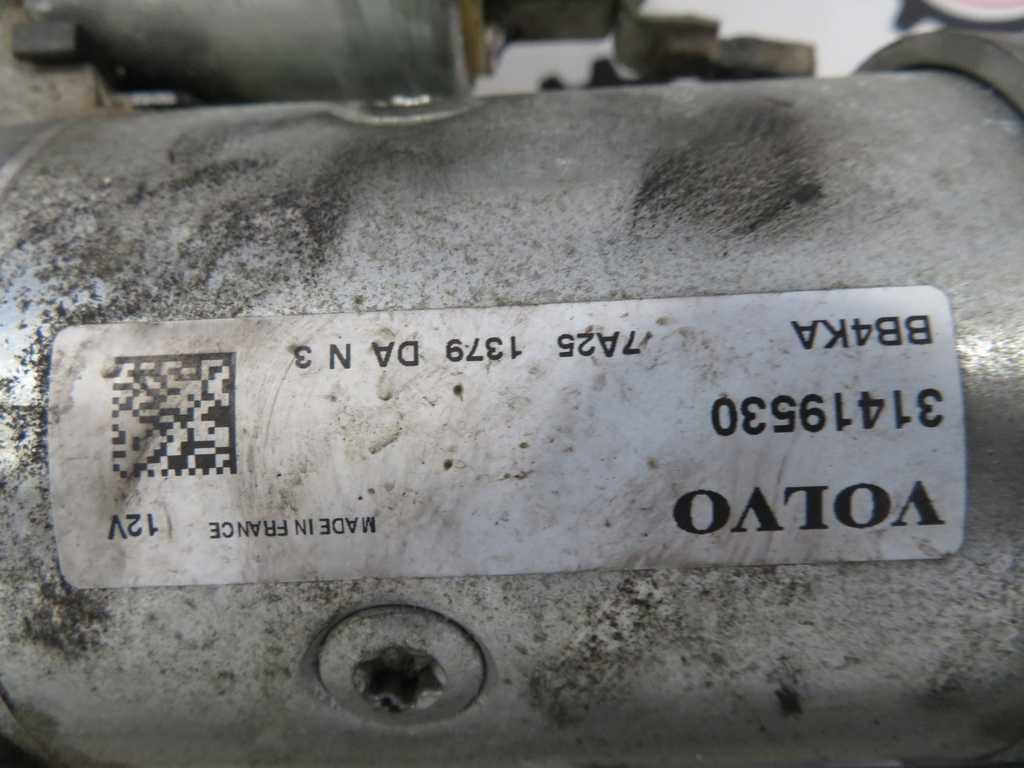 VOLVO MADE IN FRANCE 12V
31419530
BB4KA 7A25 1379 DA N 3